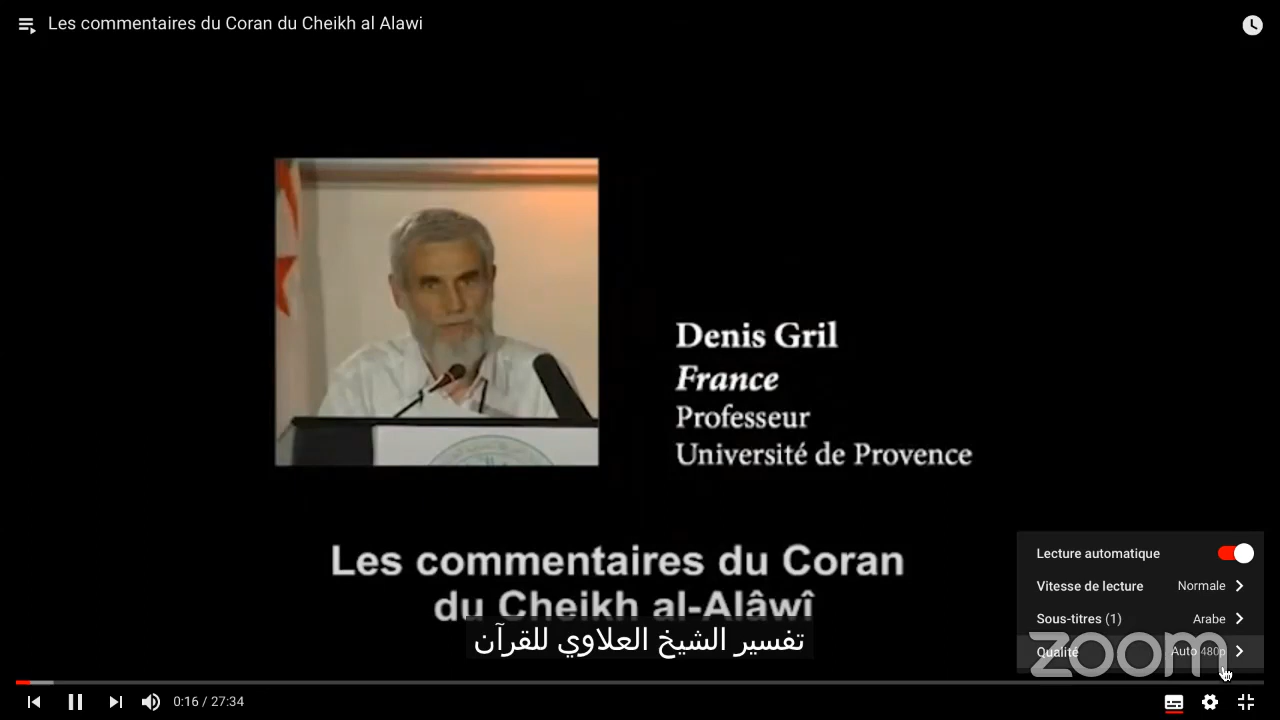 Les commentaires du Coran du Cheikh al Alawi
Denis Gril
France
Professeur
Université de Provence
Les commentaires du Coran
du Cheikh al-Alâwî
تفسير الشيخ العلاوي للقرآن
Lecture automatique
Vitesse de lecture Normale
Sous-titres (1) Arabe
Qualité Auto 480p
zoom
0:16 / 27:34